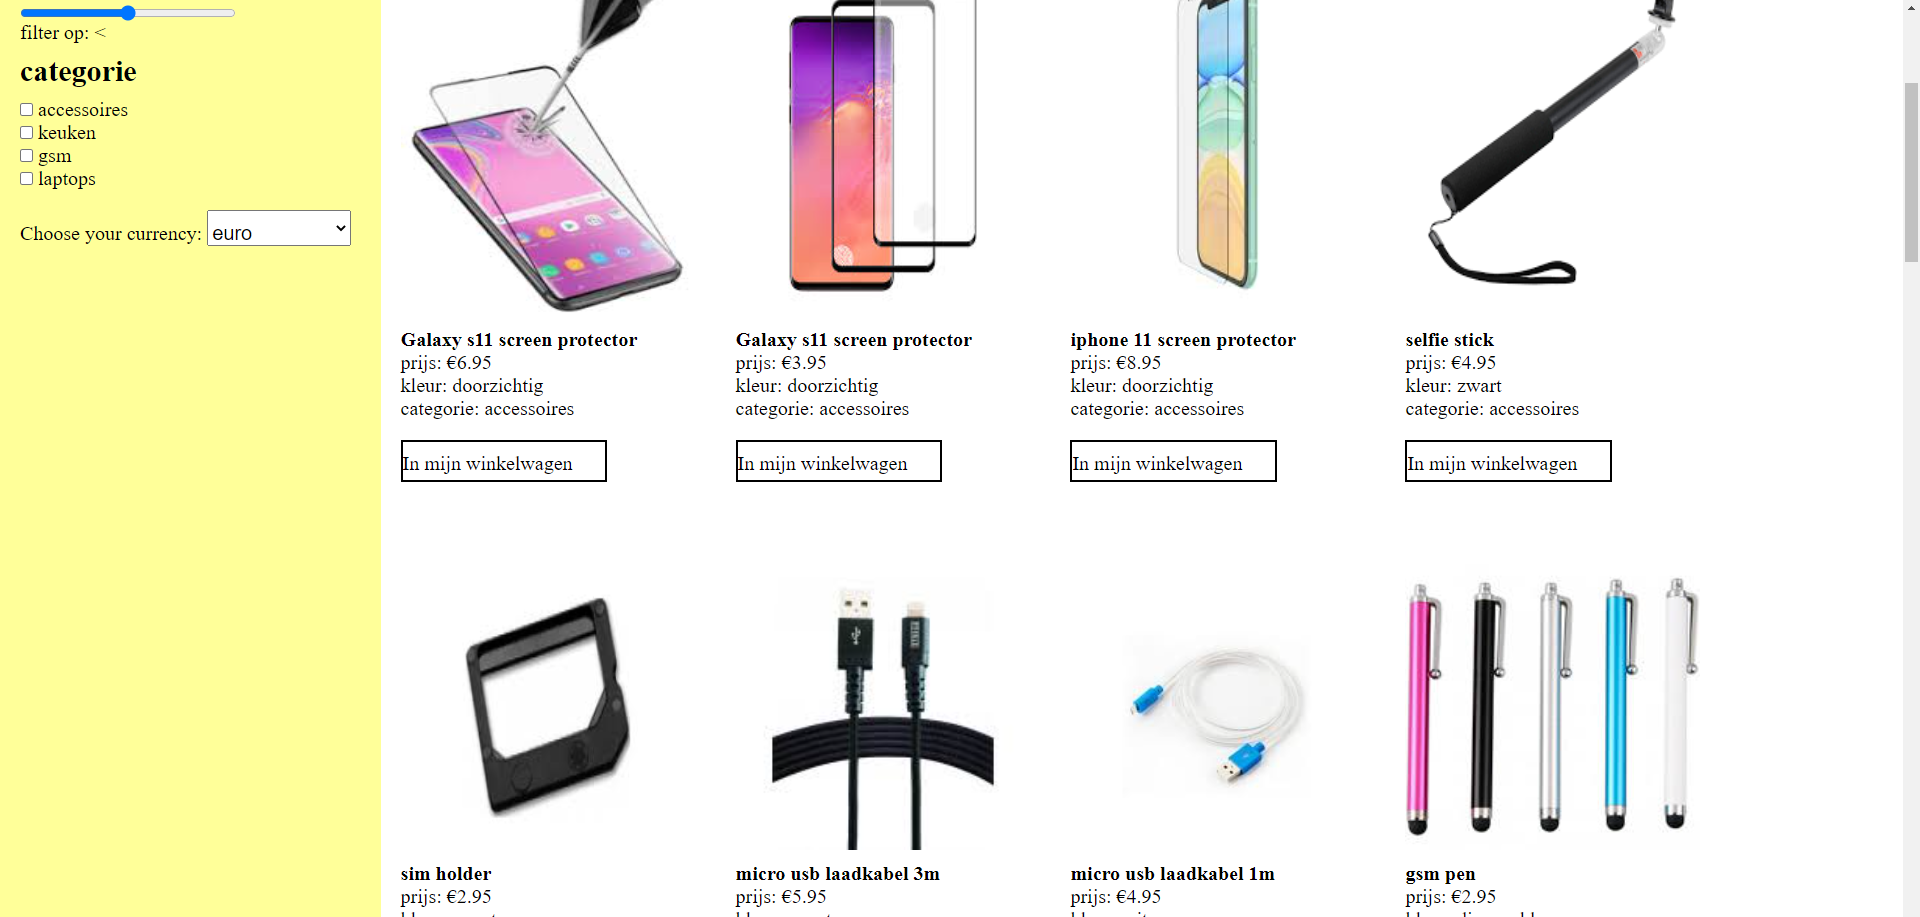 filter op: <
categorie
accessoires
keuken
gsm
laptops
Choose your currency: euro
Galaxy s11 screen protector
prijs: €6.95
kleur: doorzichtig
categorie: accessoires
In mijn winkelwagen
Galaxy s11 screen protector
prijs: €3.95
kleur: doorzichtig
categorie: accessoires
In mijn winkelwagen
iphone 11 screen protector
prijs: €8.95
kleur: doorzichtig
categorie: accessoires
In mijn winkelwagen
selfie stick
prijs: €4.95
kleur: zwart
categorie: accessoires
In mijn winkelwagen
sim holder
prijs: €2.95
micro usb laadkabel 3m
prijs: €5.95
micro usb laadkabel 1m
prijs: €4.95
gsm pen
prijs: €2.95